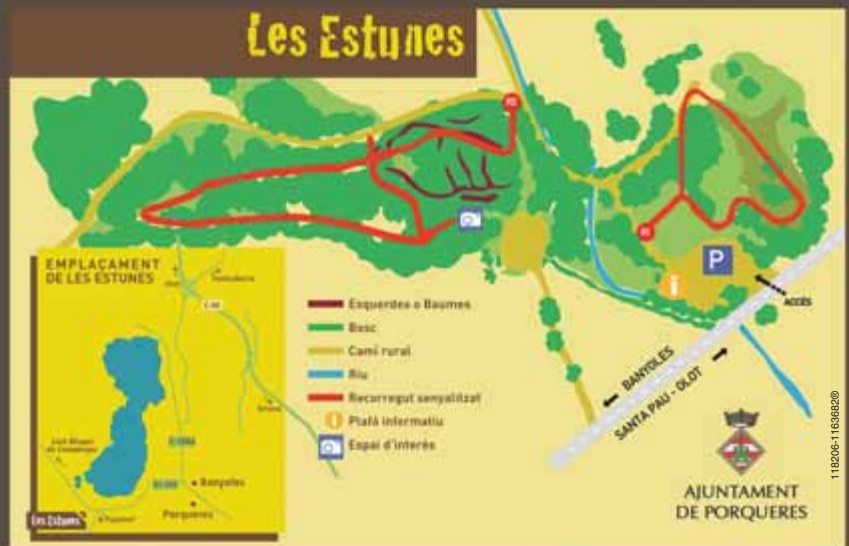 Les Estunes
P
i
ACCÉS
BANYOLES
SANTA PAU - OLOT
EMPLAÇAMENT
DE LES ESTUNES
Banyoles
Porqueres
Les Estunes
Esquerdes o Baumes
Bosc
Camí rural
Riu
Recorregut senyalitzat
i Plafó informatiu
Espai d'interès
AJUNTAMENT
DE PORQUERES
118206-1163682®